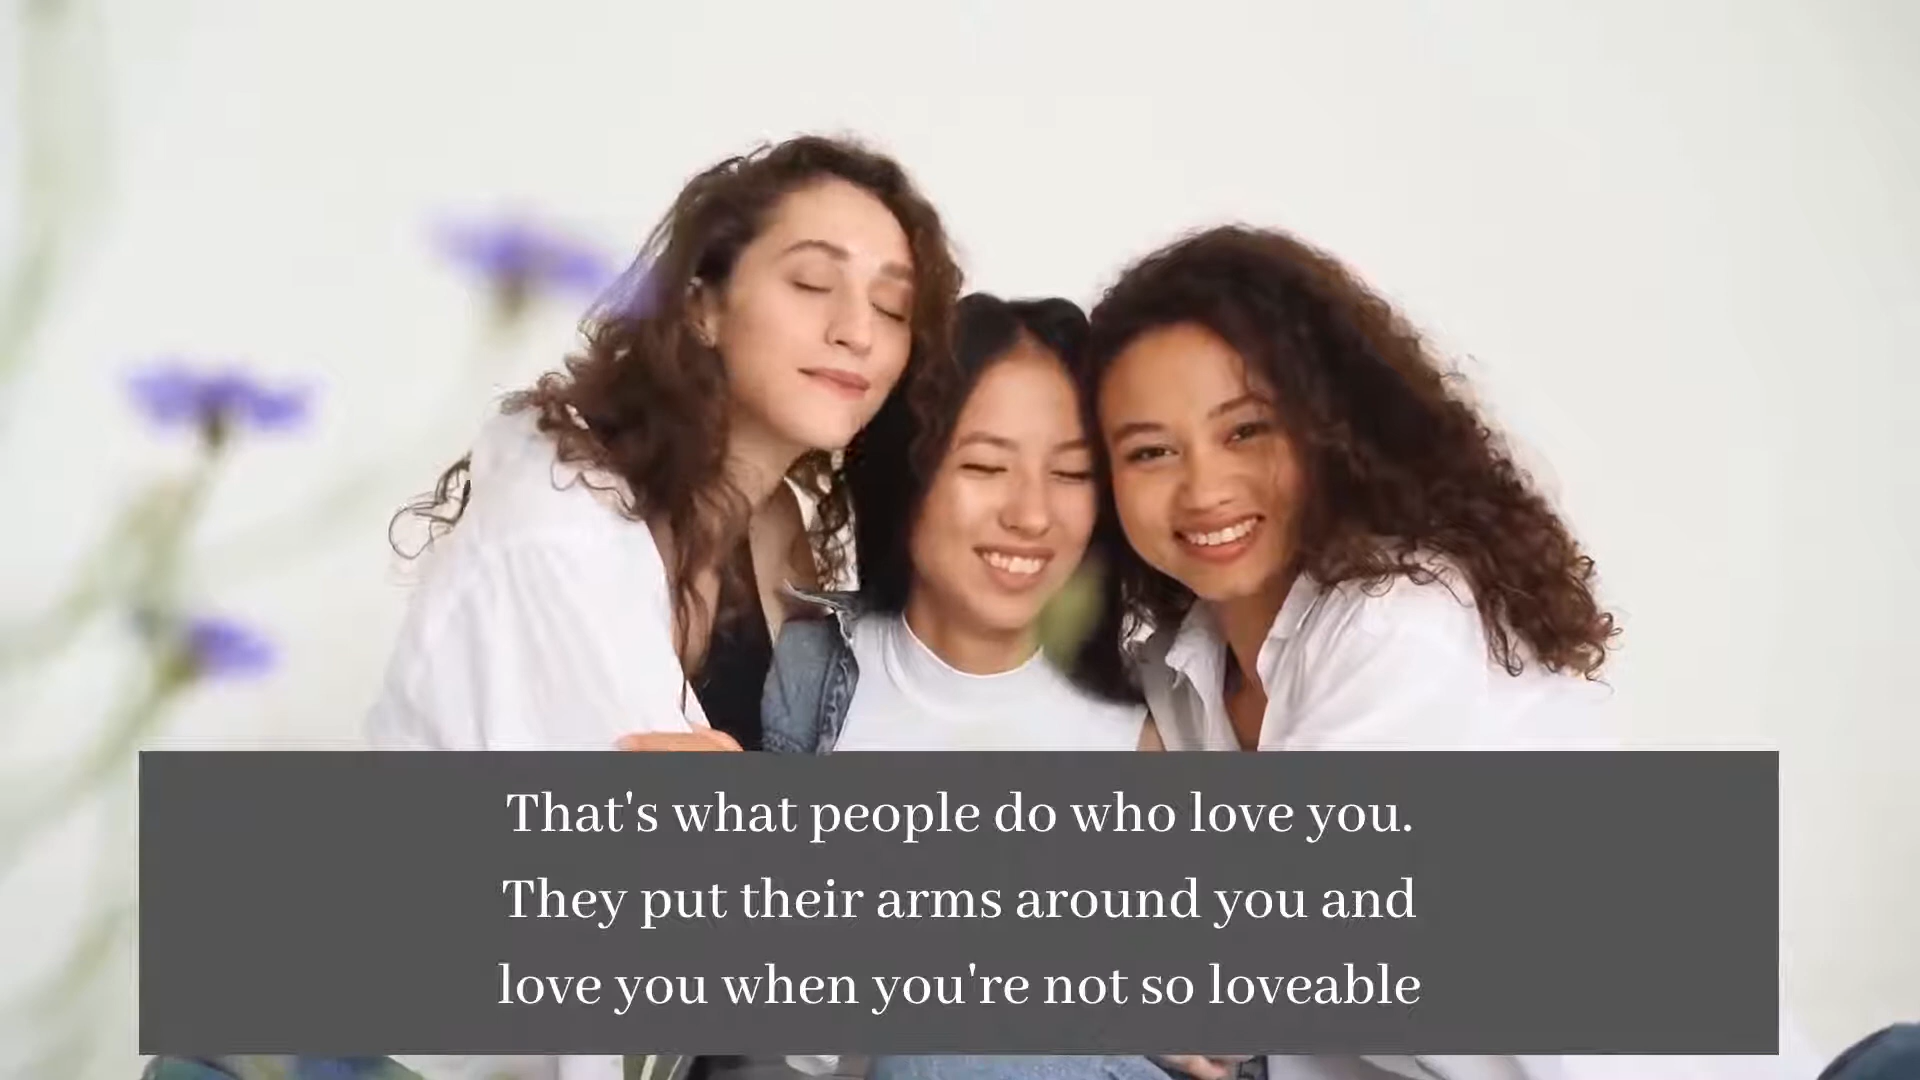 That's what people do who love you.
They put their arms around you and
love you when you're not so loveable